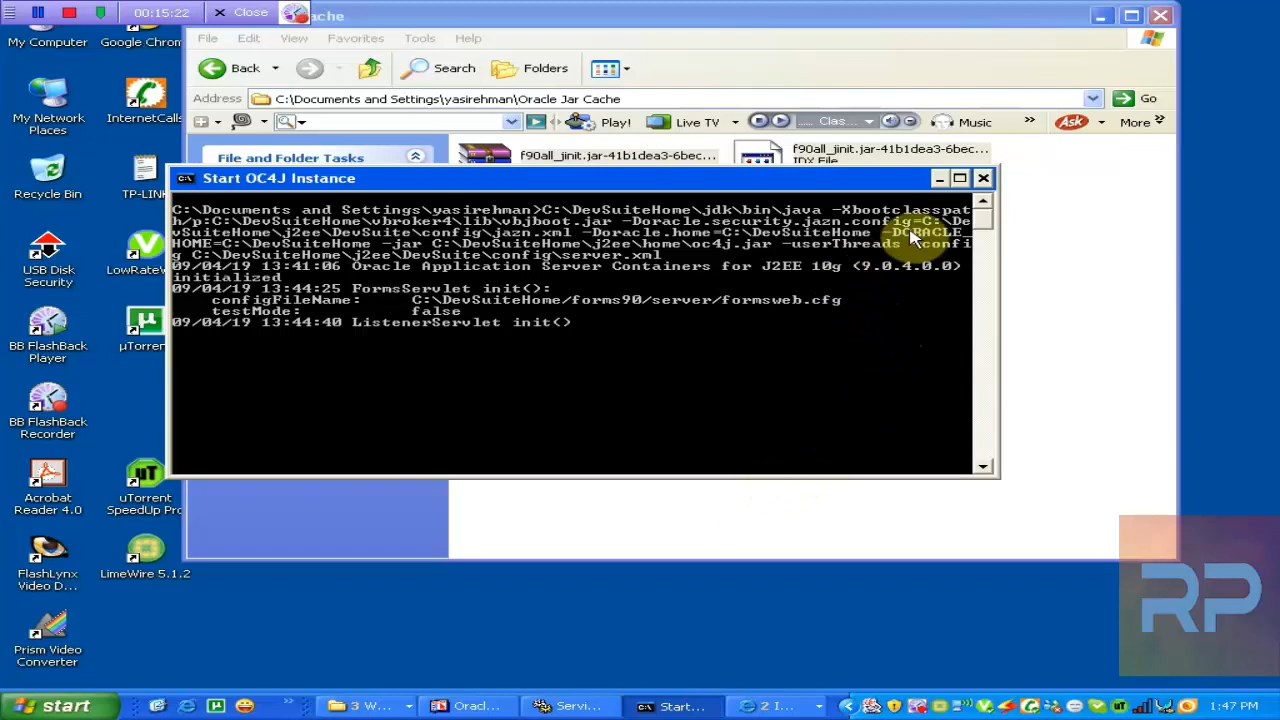 00:15:22
Close
ache
My Computer
Google Chrom
File Edit View Favorites Tools Help
Back Search Folders
Address C:\Documents and Settings\yasirehman\Oracle Jar Cache Go
My Network
Places
InternetCalls
Play! Live TV Clas... Music » Ask More
File and Folder Tasks
f90all_jinit.jar-41b1dea3-6bec...
f90all_jinit.jar-41b1dea3-6bec...
IDX File
Start OC4J Instance
C:\Documents and Settings\yasirehman>C:\DevSuiteHome\jdk\bin\java -Xbootclasspat
h/p:C:\DevSuiteHome\vbroker4\lib\vbjboot.jar -Doracle.security.jazn.config=C:\De
vSuiteHome\j2ee\DevSuite\config\jazn.xml -Doracle.home=C:\DevSuiteHome -DORACLE_
HOME=C:\DevSuiteHome -jar C:\DevSuiteHome\j2ee\home\oc4j.jar -userThreads -confi
g C:\DevSuiteHome\j2ee\DevSuite\config\server.xml
09/04/19 13:41:06 Oracle Application Server Containers for J2EE 10g (9.0.4.0.0)
initialized
09/04/19 13:44:25 FormsServlet init():
configFileName: C:\DevSuiteHome/forms90/server/formsweb.cfg
testMode: false
09/04/19 13:44:40 ListenerServlet init()
Recycle Bin
TP-LINK
USB Disk
Security
LowRateV
BB FlashBack
Player
µTorren
BB FlashBack
Recorder
Acrobat
Reader 4.0
uTorrent
SpeedUp Pro
FlashLynx
Video D...
LimeWire 5.1.2
Prism Video
Converter
RP
start » 3 W... Oracl... Servi... Start... 2 I... 1:47 PM